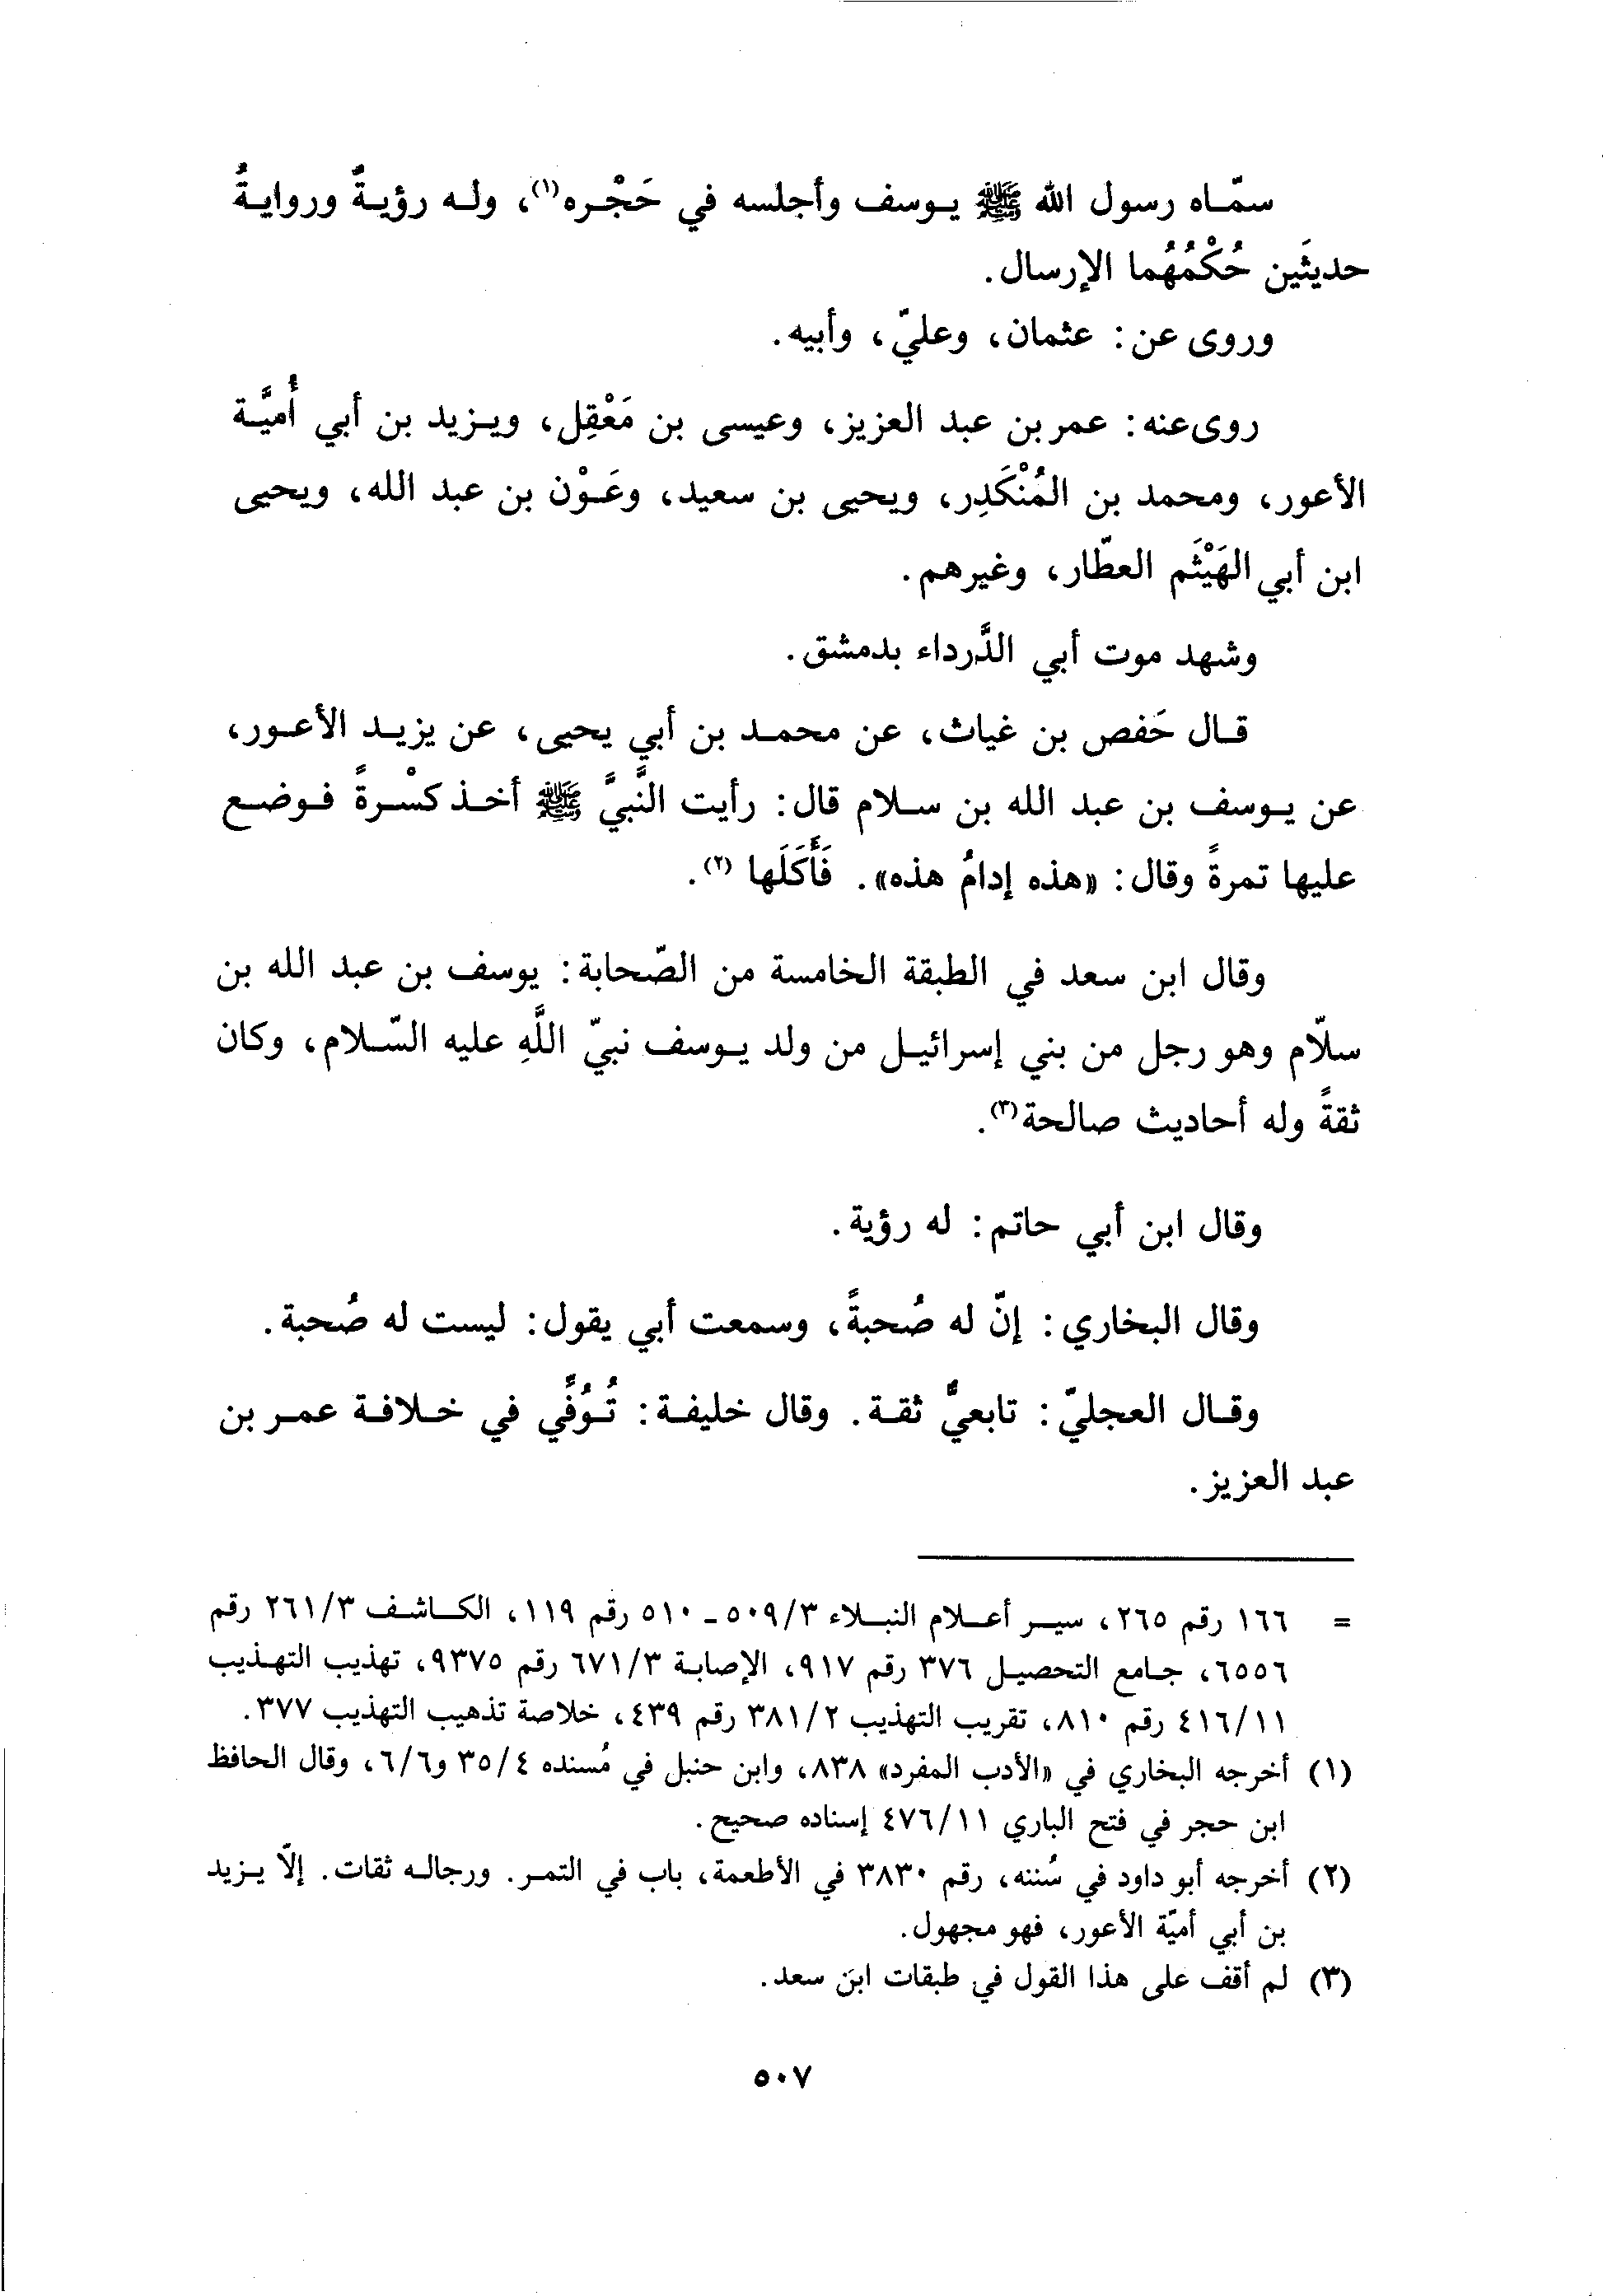 سمّاه رسول الله ﷺ يوسف وأجلسه في حَجْره(١)، وله رؤيةٌ وروايةُ
حديثَين حُكْمُهُما الإرسال.
وروى عن: عثمان، وعليّ، وأبيه.
روى عنه: عمر بن عبد العزيز، وعيسى بن مَعْقِل، ويزيد بن أبي أُميَّة
الأعور، ومحمد بن المُنْكَدِر، ويحيى بن سعيد، وعَوْن بن عبد الله، ويحيى
ابن أبي الهَيْثَم العطّار، وغيرهم.
وشهد موت أبي الدَّرداء بدمشق.
قال حَفص بن غياث، عن محمد بن أبي يحيى، عن يزيد الأعور،
عن يوسف بن عبد الله بن سلام قال: رأيت النَّبيَّ ﷺ أخذ كسْرةً فوضع
عليها تمرةً وقال: «هذه إدامُ هذه». فَأَكَلَها (٢).
وقال ابن سعد في الطبقة الخامسة من الصّحابة: يوسف بن عبد الله بن
سلّام وهو رجل من بني إسرائيل من ولد يوسف نبيّ اللَّهِ عليه السّلام، وكان
ثقةً وله أحاديث صالحة(٣).
وقال ابن أبي حاتم: له رؤية.
وقال البخاري: إنّ له صُحبةً، وسمعت أبي يقول: ليست له صُحبة.
وقال العجليّ: تابعيٌّ ثقة. وقال خليفة: تُوُفِّي في خلافة عمر بن
عبد العزيز.
= ١٦٦ رقم ٢٦٥، سير أعلام النبلاء ٥٠٩/٣ - ٥١٠ رقم ١١٩، الكاشف ٢٦١/٣ رقم
٦٥٥٦، جامع التحصيل ٣٧٦ رقم ٩١٧، الإصابة ٦٧١/٣ رقم ٩٣٧٥، تهذيب التهذيب
٤١٦/١١ رقم ٨١٠، تقريب التهذيب ٣٨١/٢ رقم ٤٣٩، خلاصة تذهيب التهذيب ٣٧٧.
(١) أخرجه البخاري في «الأدب المفرد» ٨٣٨، وابن حنبل في مُسنده ٣٥/٤ و٦/٦، وقال الحافظ
ابن حجر في فتح الباري ٤٧٦/١١ إسناده صحيح.
(٢) أخرجه أبو داود في سُننه، رقم ٣٨٣٠ في الأطعمة، باب في التمر. ورجاله ثقات. إلّا يزيد
بن أبي أميّة الأعور، فهو مجهول.
(٣) لم أقف على هذا القول في طبقات ابن سعد.
٥٠٧